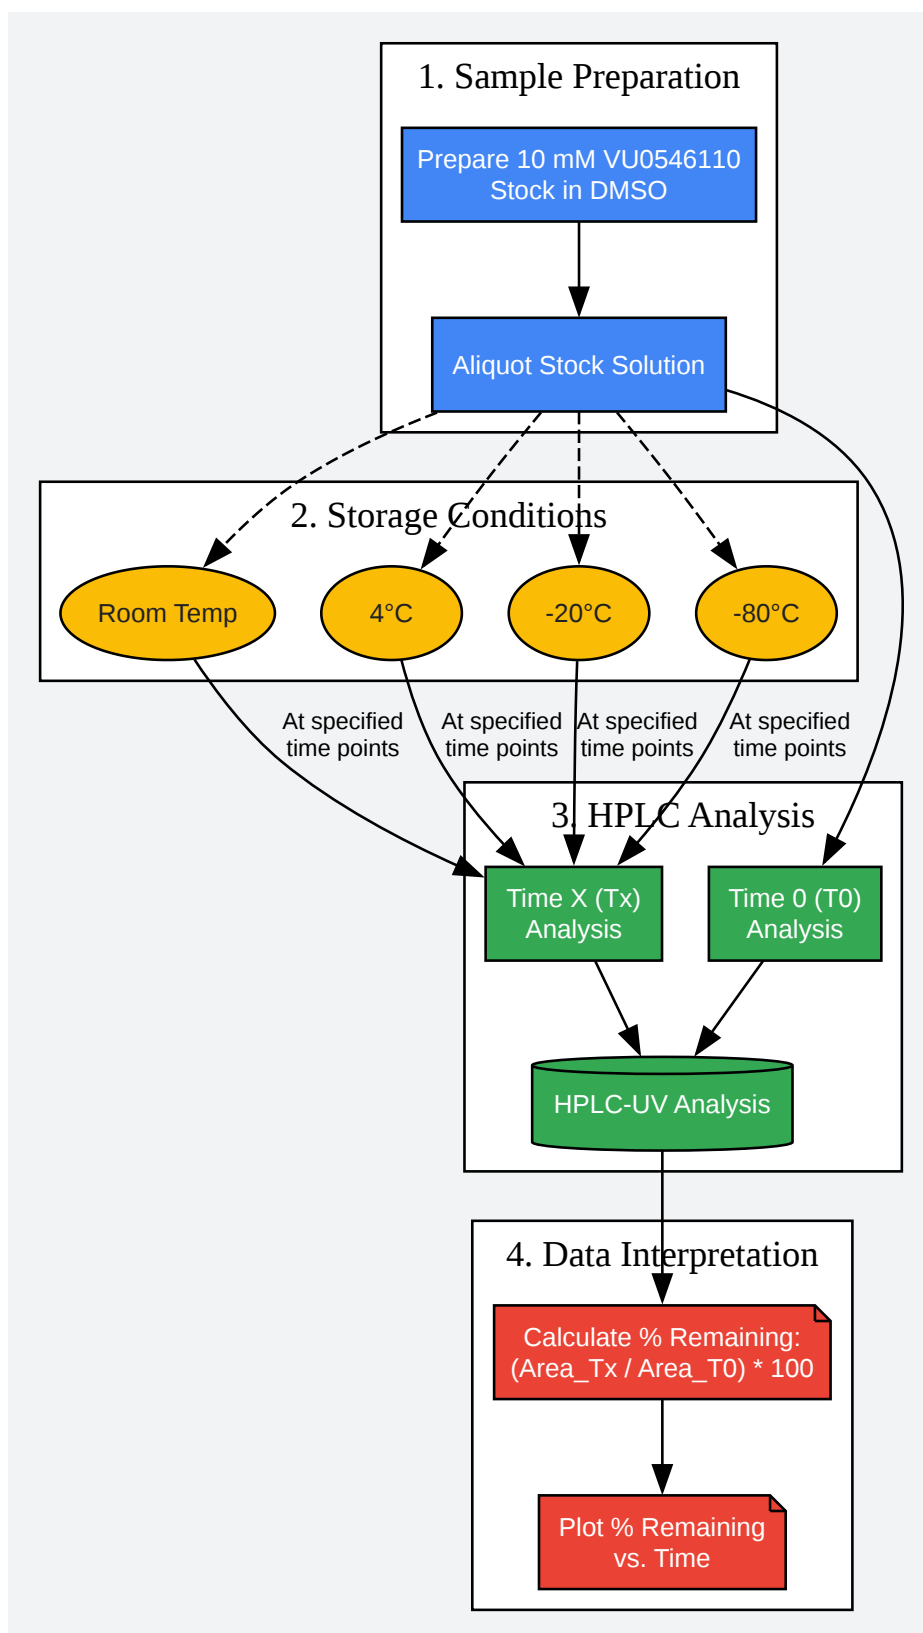 1. Sample Preparation
Prepare 10 mM VU0546110
Stock in DMSO
Aliquot Stock Solution
2. Storage Conditions
Room Temp
4°C
-20°C
-80°C
At specified
time points
At specified
time points
At specified
time points
At specified
time points
3. HPLC Analysis
Time X (Tx)
Analysis
Time 0 (T0)
Analysis
HPLC-UV Analysis
4. Data Interpretation
Calculate % Remaining:
(Area_Tx / Area_T0) * 100
Plot % Remaining
vs. Time